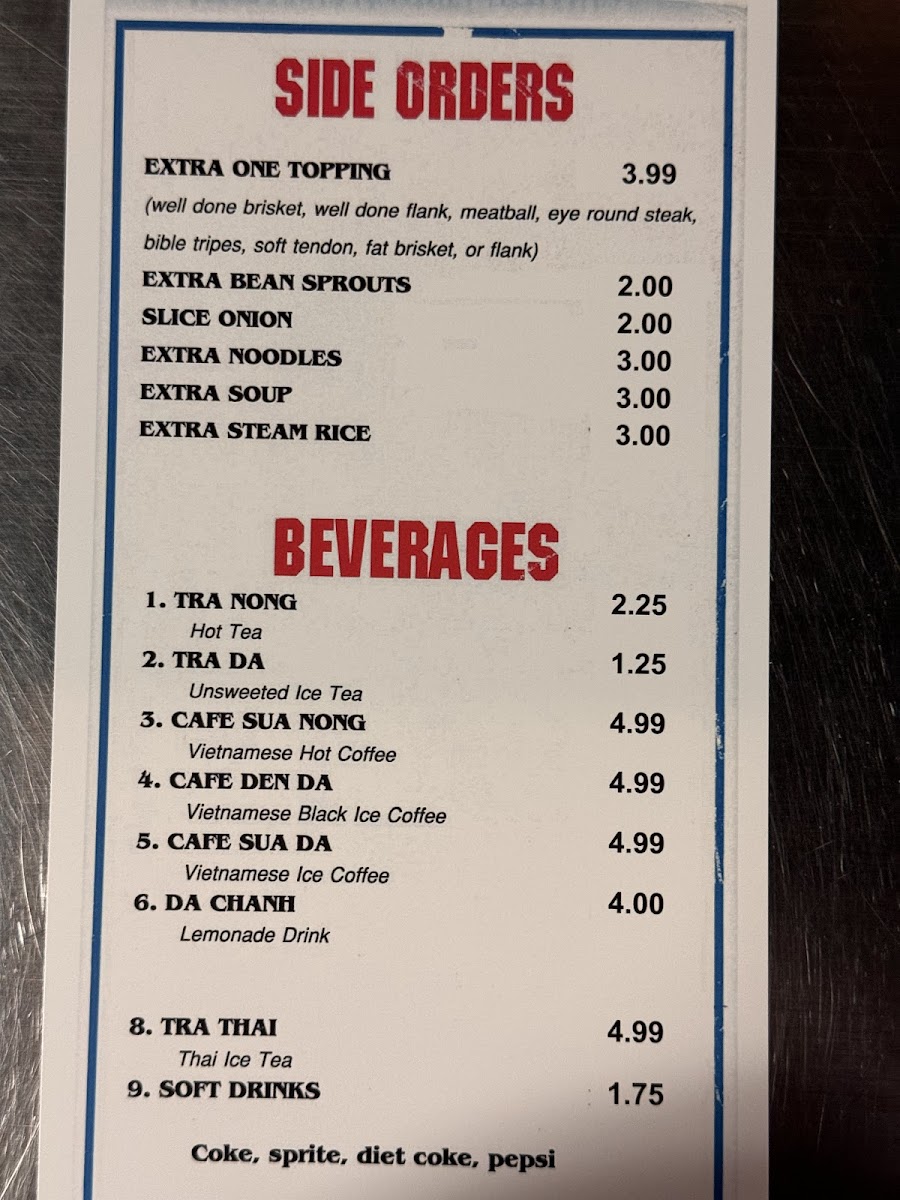 SIDE ORDERS
EXTRA ONE TOPPING 3.99
(well done brisket, well done flank, meatball, eye round steak,
bible tripes, soft tendon, fat brisket, or flank)
EXTRA BEAN SPROUTS 2.00
SLICE ONION 2.00
EXTRA NOODLES 3.00
EXTRA SOUP 3.00
EXTRA STEAM RICE 3.00
BEVERAGES
1. TRA NONG 2.25
Hot Tea
2. TRA DA 1.25
Unsweeted Ice Tea
3. CAFE SUA NONG 4.99
Vietnamese Hot Coffee
4. CAFE DEN DA 4.99
Vietnamese Black Ice Coffee
5. CAFE SUA DA 4.99
Vietnamese Ice Coffee
6. DA CHANH 4.00
Lemonade Drink
8. TRA THAI 4.99
Thai Ice Tea
9. SOFT DRINKS 1.75
Coke, sprite, diet coke, pepsi